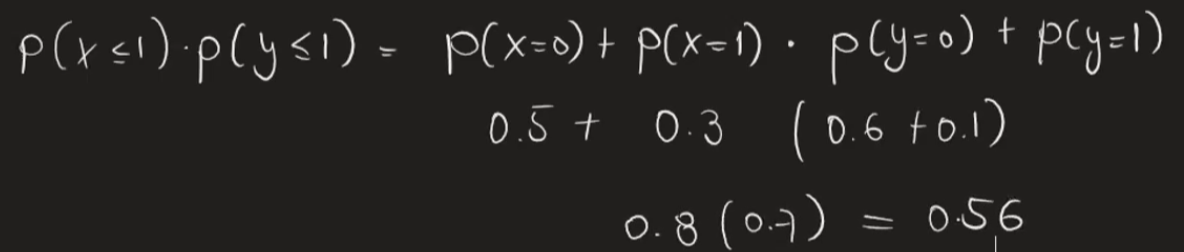 p(x≤1)·p(y≤1) = p(x=0) + p(x=1) · p(y=0) + p(y=1)
0.5 + 0.3 (0.6 + 0.1)
0.8 (0.7) = 0.56